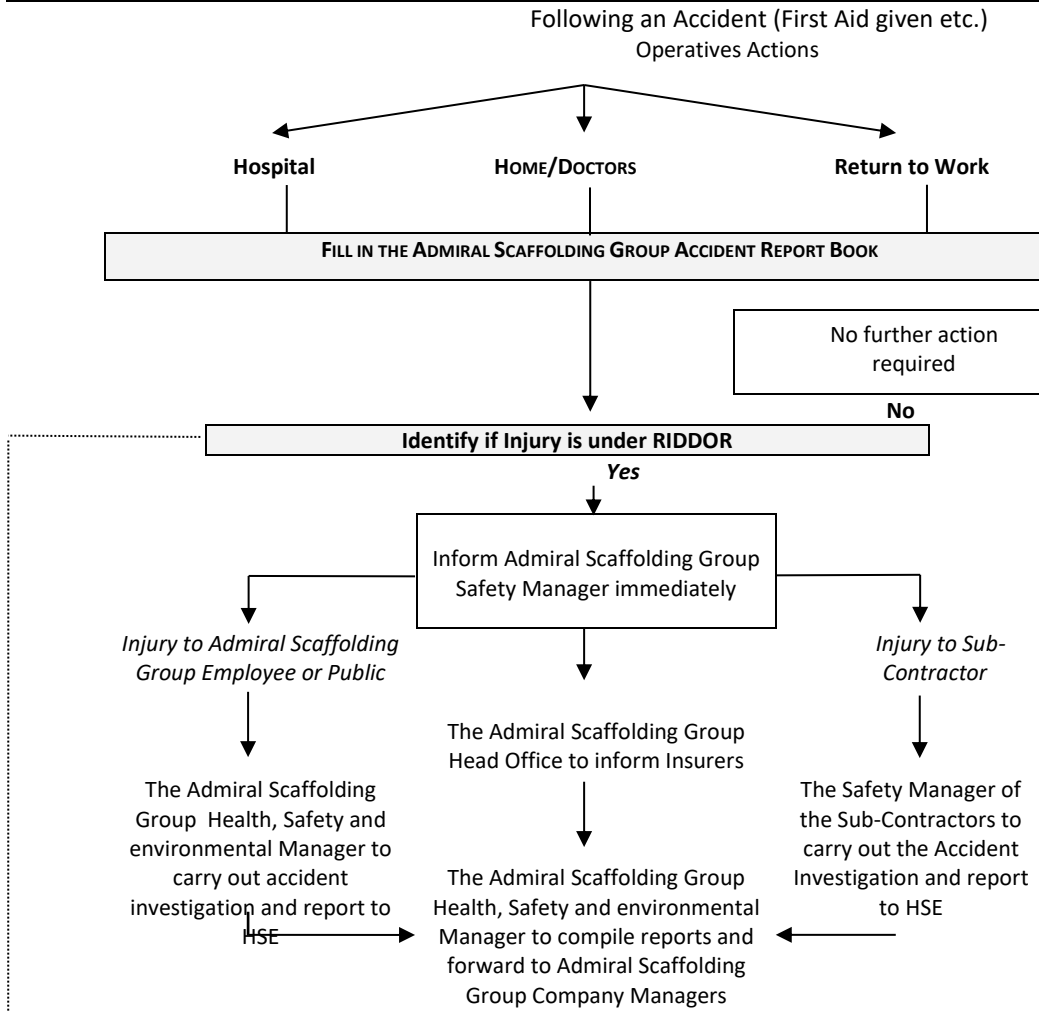 Following an Accident (First Aid given etc.)
Operatives Actions
Hospital
HOME/DOCTORS
Return to Work
FILL IN THE ADMIRAL SCAFFOLDING GROUP ACCIDENT REPORT BOOK
No further action
required
No
Identify if Injury is under RIDDOR
Yes
Inform Admiral Scaffolding Group
Safety Manager immediately
Injury to Admiral Scaffolding
Group Employee or Public
Injury to Sub-
Contractor
The Admiral Scaffolding Group
Head Office to inform Insurers
The Admiral Scaffolding
Group Health, Safety and
environmental Manager to
carry out accident
investigation and report to
HSE
The Safety Manager of
the Sub-Contractors to
carry out the Accident
Investigation and report
to HSE
The Admiral Scaffolding Group
Health, Safety and environmental
Manager to compile reports and
forward to Admiral Scaffolding
Group Company Managers